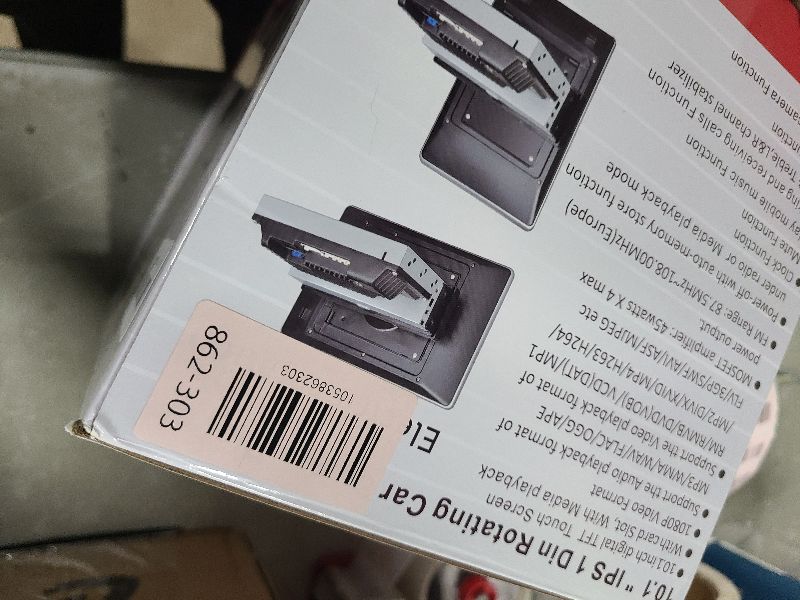 10.1 " IPS 1 Din Rotating Car
Ele
● 10.1inch digital TFT Touch Screen
● With card Slot, With Media playback
● 1080P Video Format
● Support the Audio playback format of
MP3/WMA/WAV/FLAC/OGG/APE
● Support the Video playback format of
RM/RMVB/DVD(VOB)/VCD(DAT)/MP1
/MP2/DIVX/XVID/MP4/H263/H264/
FLV/3GP/SWF/AVI/ASF/MJPEG etc
● MOSFET amplifier: 45watts X 4 max
power output.
● FM Range: 87.5MHz-108.00MHz(Europe)
● Power-off with auto-memory store function
● Clock Function
under radio or Media playback mode
Mute Function
ey mobile music Function
ing and receiving calls Function
Treble,L&R channel stabilizer
unction
amera Function
862-303
1053862303